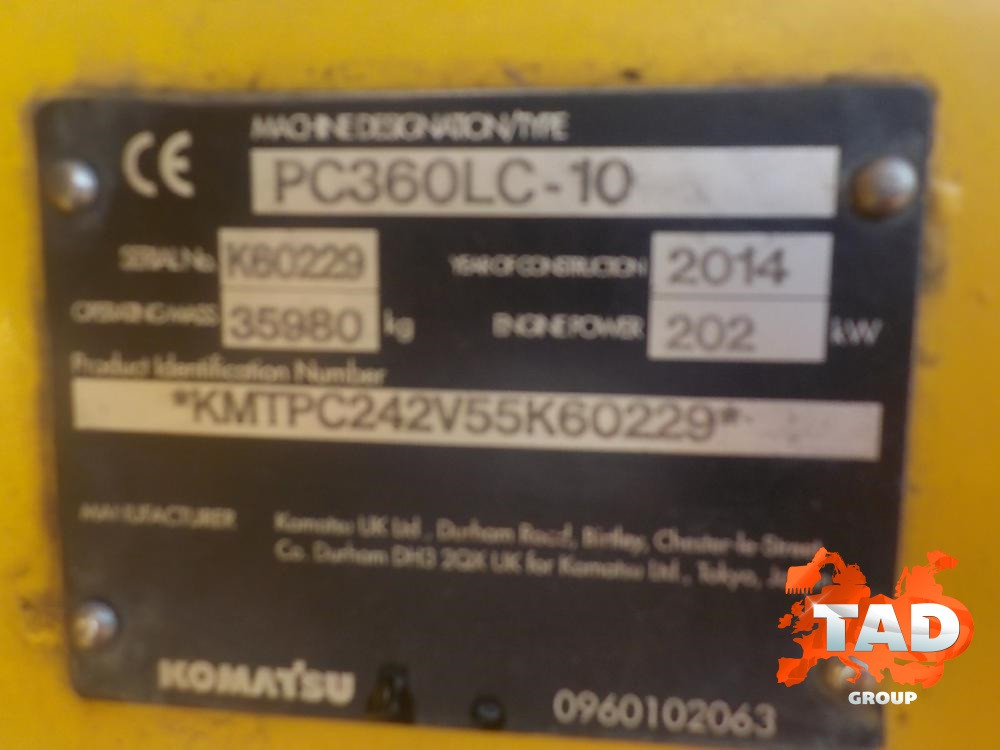 CE
MACHINE DESIGNATION/TYPE
PC360LC-10
SERIAL No. K60229 YEAR OF CONSTRUCTION 2014
OPERATING MASS 35980 kg ENGINE POWER 202 kW
Product Identification Number
*KMTPC242V55K60229*
MANUFACTURER Komatsu UK Ltd., Durham Road, Birtley, Chester-le-Street
Co. Durham DH3 2QX UK for Komatsu Ltd., Tokyo,
KOMATSU 0960102063
TAD
GROUP